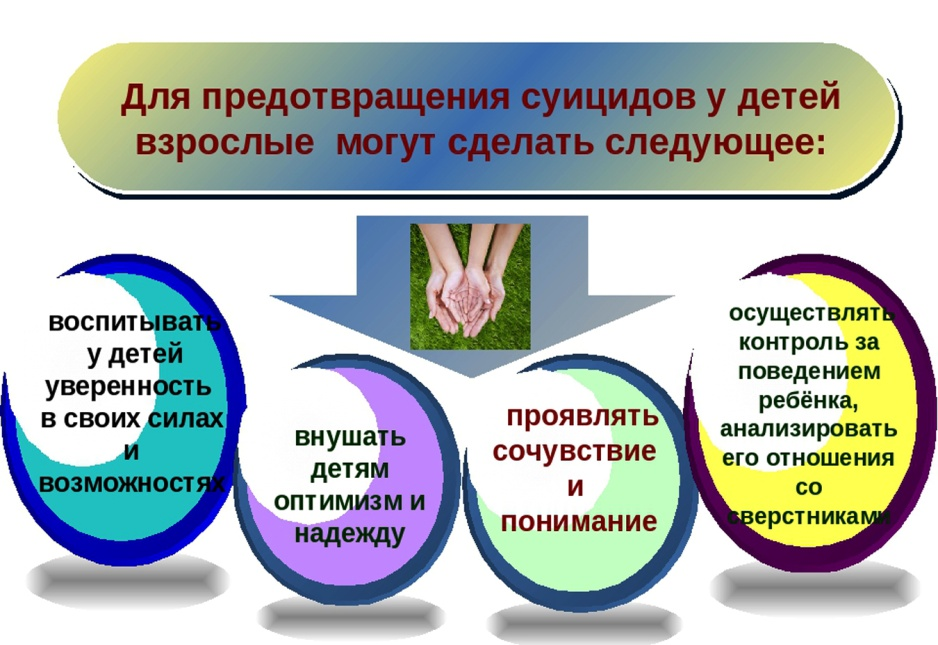 Для предотвращения суицидов у детей
взрослые могут сделать следующее:
воспитывать
у детей
уверенность
в своих силах
и
возможностях
внушать
детям
оптимизм и
надежду
проявлять
сочувствие
и
понимание
осуществлять
контроль за
поведением
ребёнка,
анализировать
его отношения
со
сверстниками